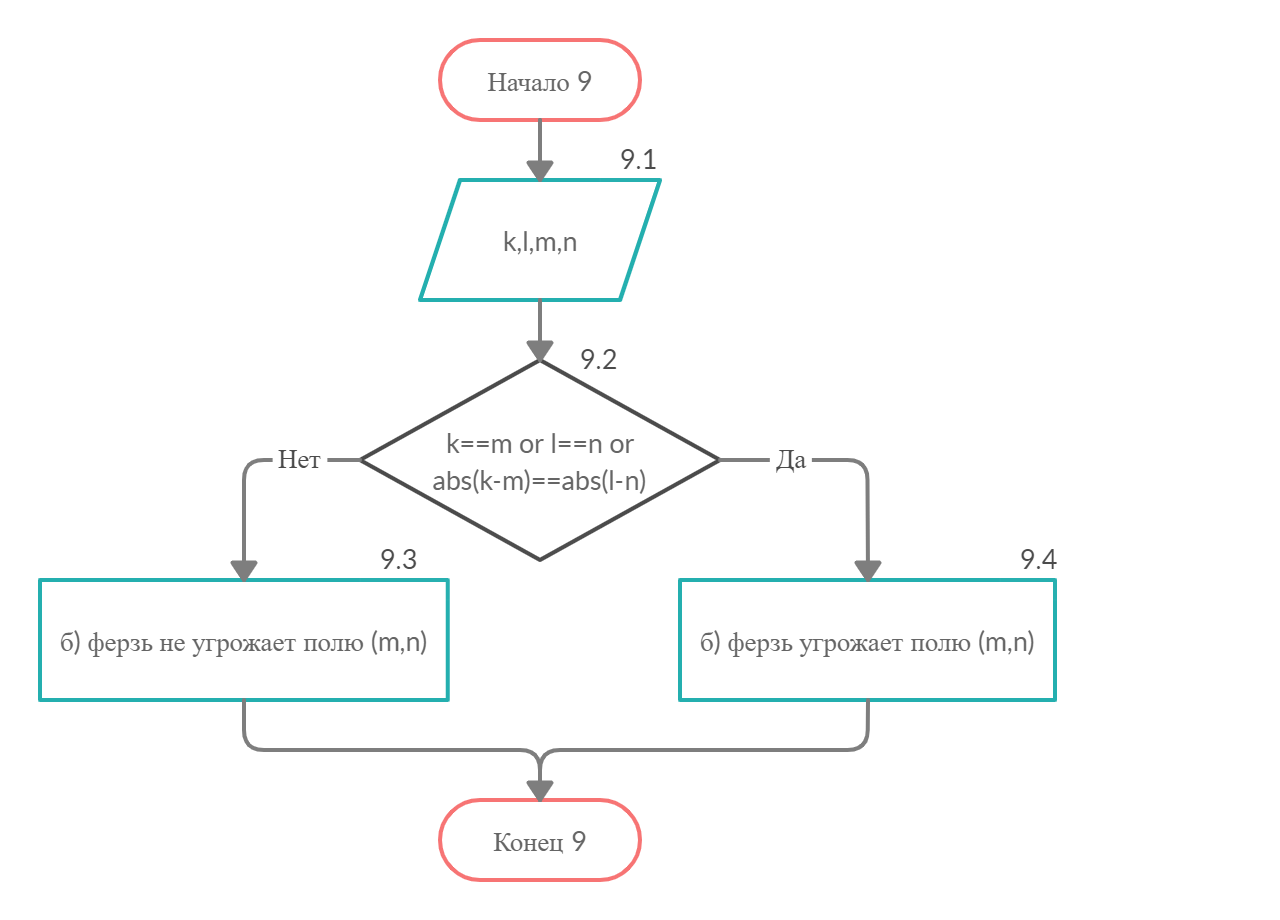 Начало 9
9.1
k,l,m,n
9.2
k==m or l==n or
abs(k-m)==abs(l-n)
Нет
Да
9.3
9.4
б) ферзь не угрожает полю (m,n)
б) ферзь угрожает полю (m,n)
Конец 9